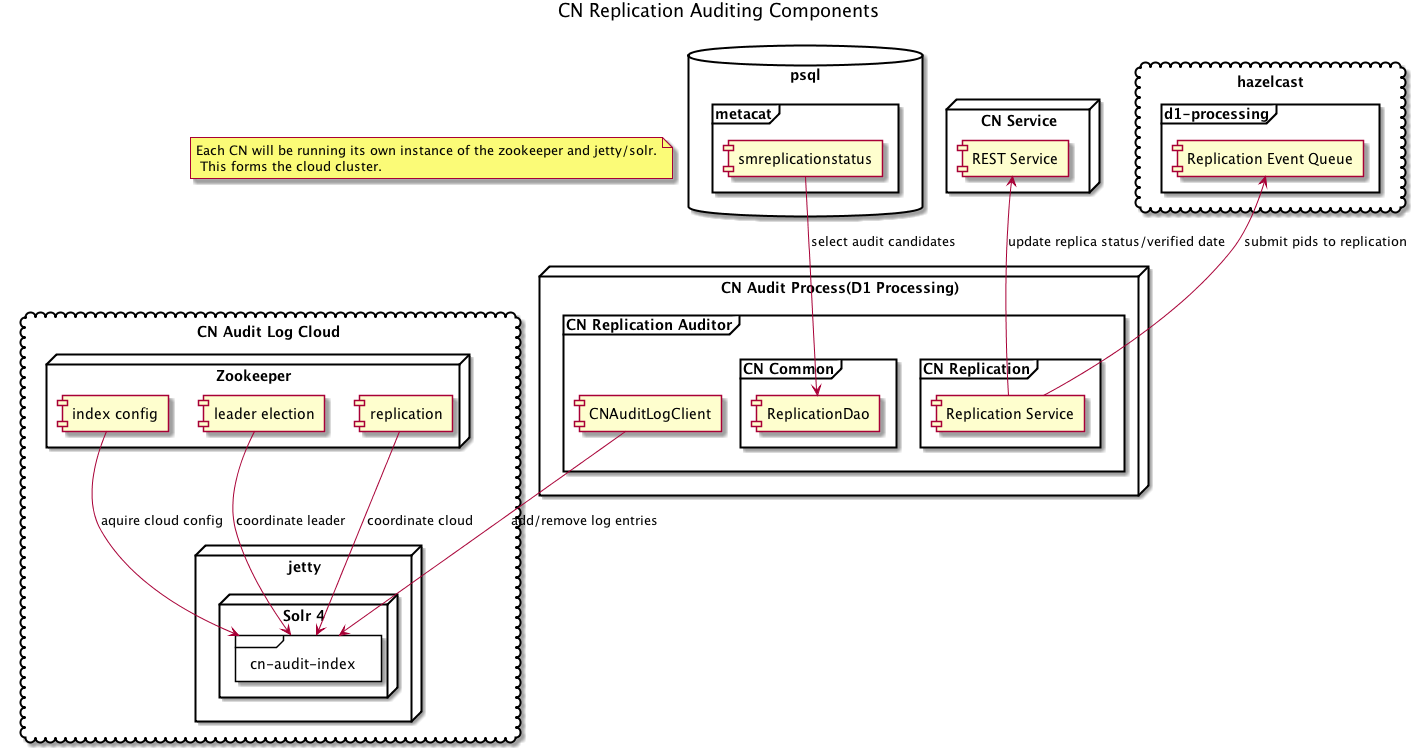 CN Replication Auditing Components
psql
hazelcast
metacat
CN Service
d1-processing
Each CN will be running its own instance of the zookeeper and jetty/solr.
This forms the cloud cluster.
smreplicationstatus
REST Service
Replication Event Queue
select audit candidates
update replica status/verified date
submit pids to replication
CN Audit Process(D1 Processing)
CN Audit Log Cloud
CN Replication Auditor
Zookeeper
CN Common
CN Replication
index config
leader election
replication
CNAuditLogClient
ReplicationDao
Replication Service
aquire cloud config
coordinate leader
coordinate cloud
add/remove log entries
jetty
Solr 4
cn-audit-index